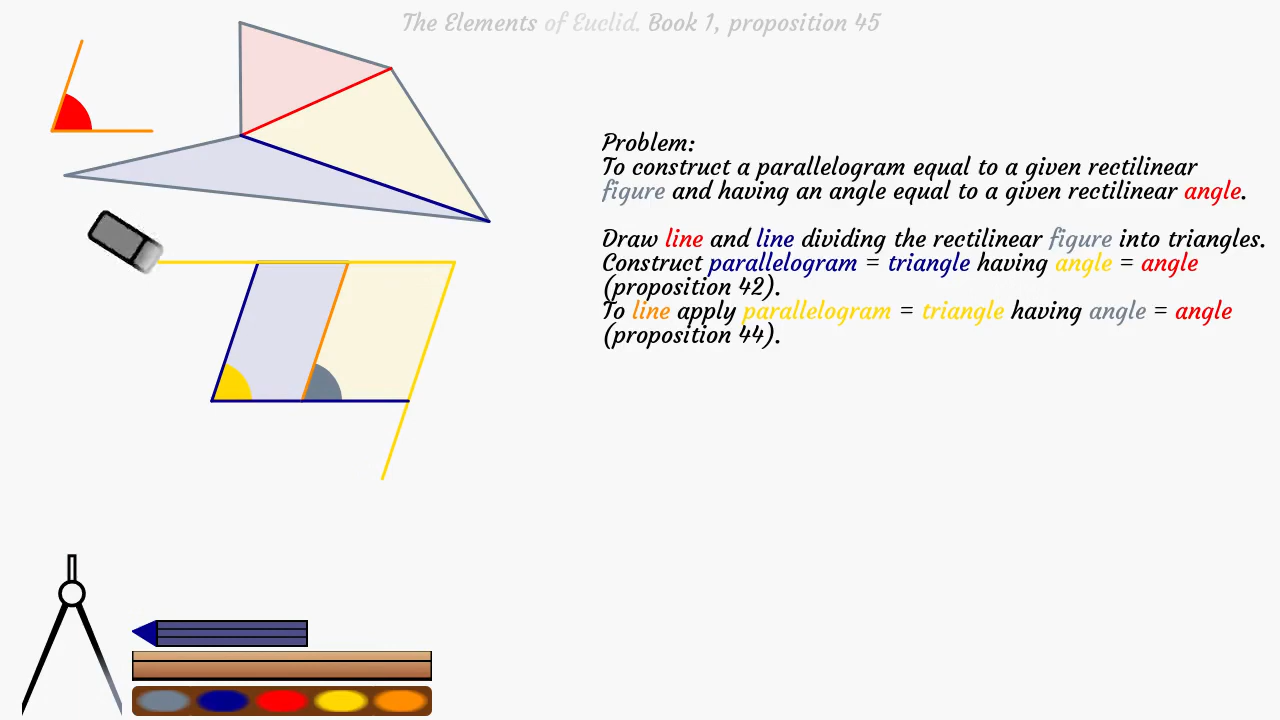 The Elements of Euclid. Book 1, proposition 45
Problem:
To construct a parallelogram equal to a given rectilinear
figure and having an angle equal to a given rectilinear angle.
Draw line and line dividing the rectilinear figure into triangles.
Construct parallelogram = triangle having angle = angle
(proposition 42).
To line apply parallelogram = triangle having angle = angle
(proposition 44).